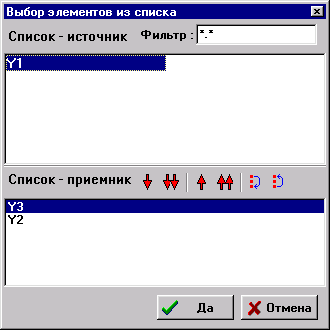 Выбор элементов из списка
Список - источник Фильтр : *.*
Y1
Список - приемник
Y3
Y2
Да Отмена